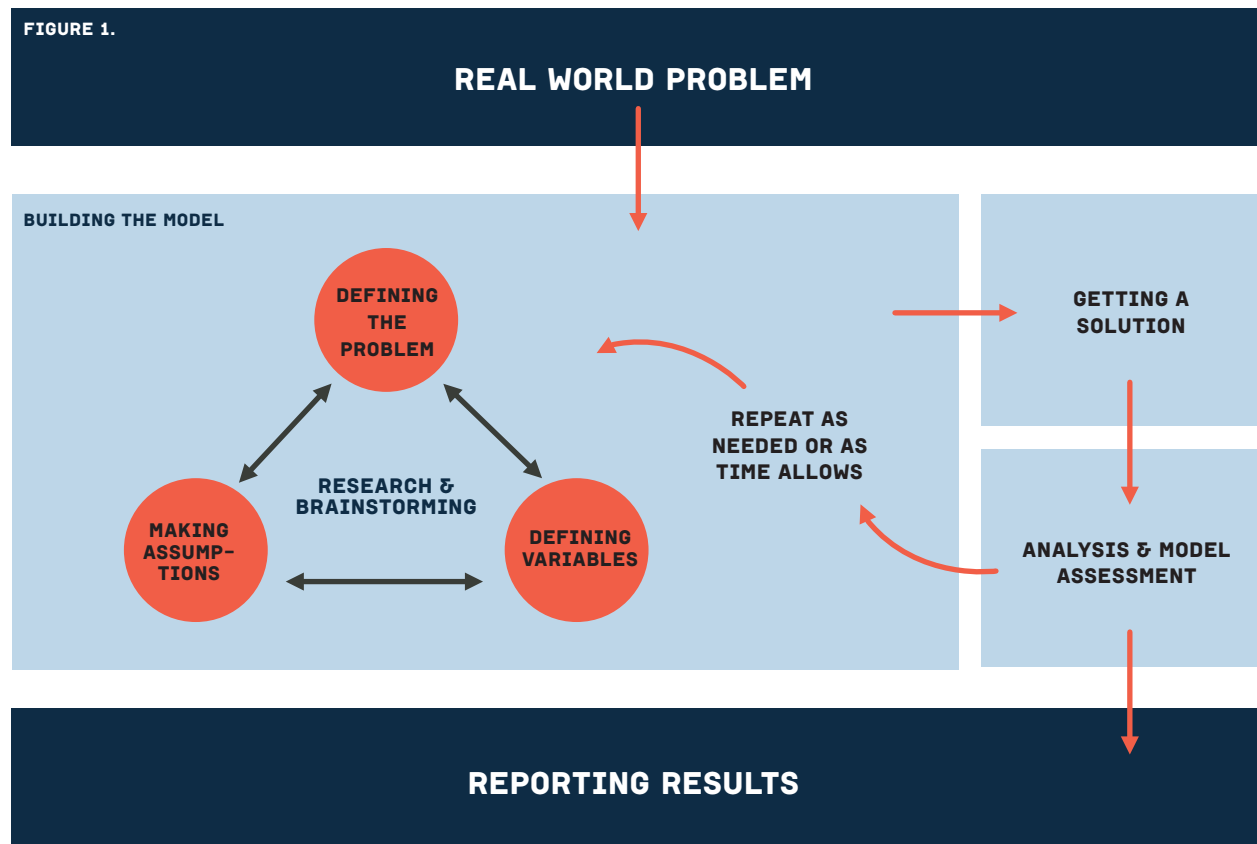 FIGURE 1.
REAL WORLD PROBLEM
BUILDING THE MODEL
DEFINING
THE
PROBLEM
RESEARCH &
BRAINSTORMING
MAKING
ASSUMP-
TIONS
DEFINING
VARIABLES
REPEAT AS
NEEDED OR AS
TIME ALLOWS
GETTING A
SOLUTION
ANALYSIS & MODEL
ASSESSMENT
REPORTING RESULTS